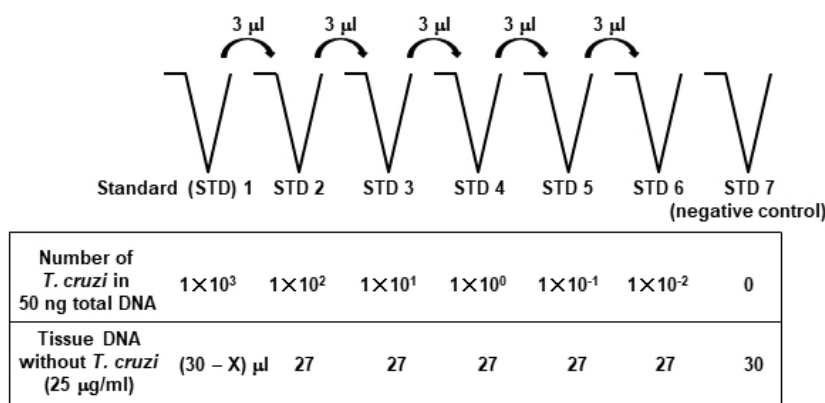 3 μl 3 μl 3 μl 3 μl 3 μl
Standard (STD) 1 STD 2 STD 3 STD 4 STD 5 STD 6 STD 7
(negative control)
Number of
T. cruzi in
50 ng total DNA
1×10³ 1×10² 1×10¹ 1×10⁰ 1×10⁻¹ 1×10⁻² 0
Tissue DNA
without T. cruzi
(25 μg/ml)
(30 – X) μl 27 27 27 27 27 30